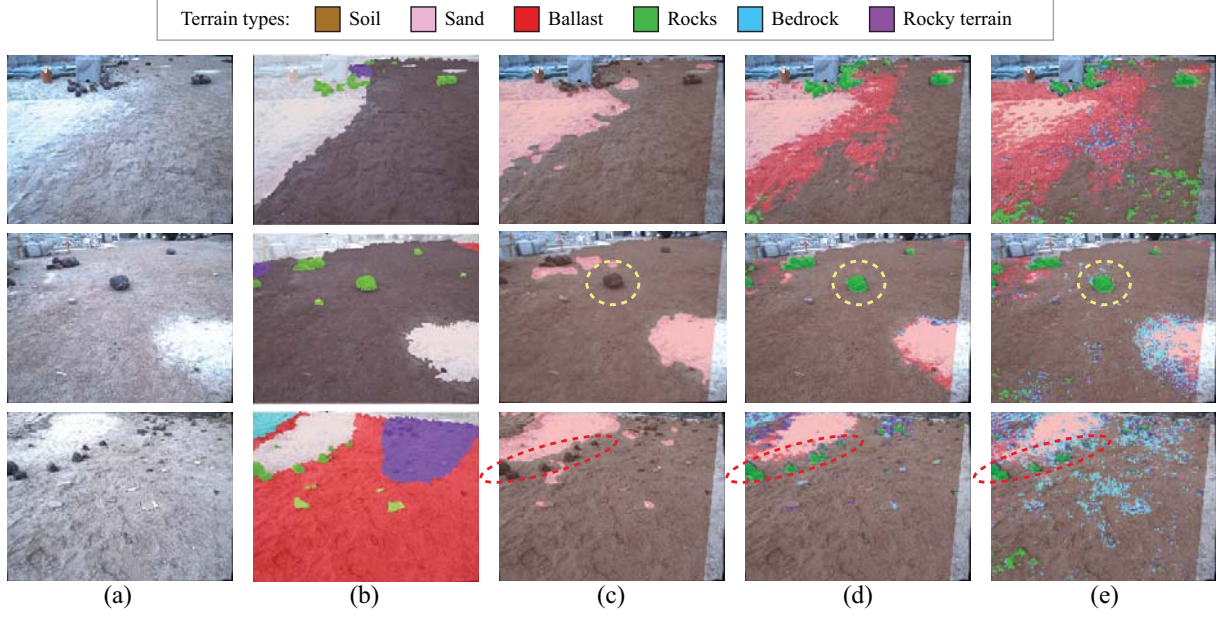 Terrain types: Soil Sand Ballast Rocks Bedrock Rocky terrain
(a) (b) (c) (d) (e)